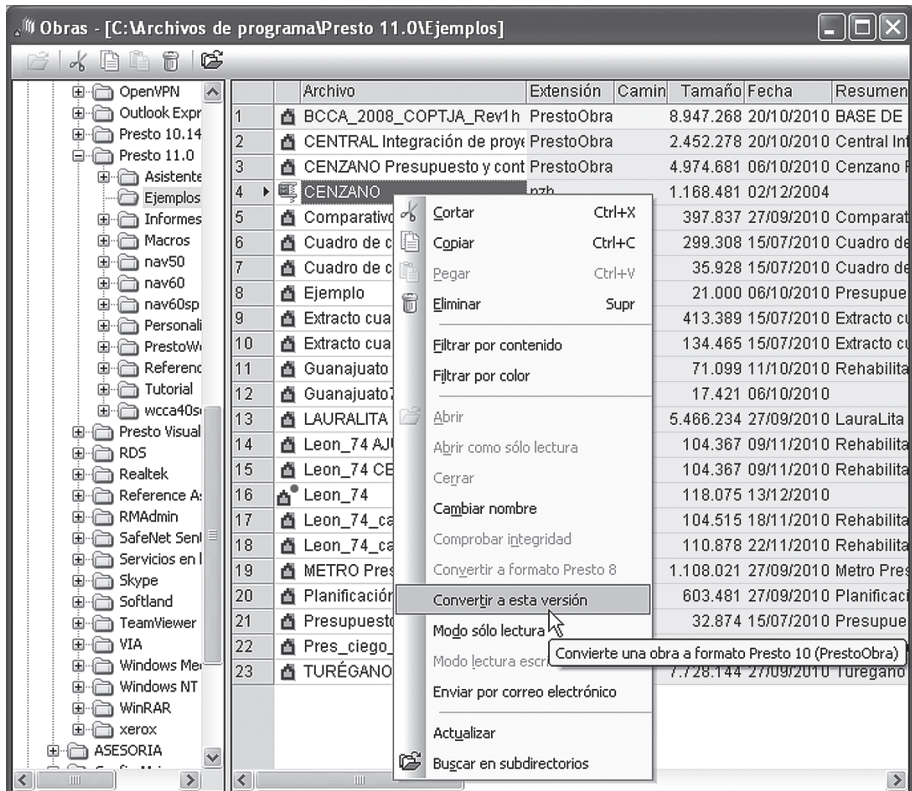 Obras - [C:\Archivos de programa\Presto 11.0\Ejemplos]
OpenVPN
Outlook Expr
Presto 10.14
Presto 11.0
Asistente
Ejemplos
Informes
Macros
nav50
nav60
nav60sp
Personali
PrestoW
Referenc
Tutorial
wcca40s
Presto Visual
RDS
Realtek
Reference A
RMAdmin
SafeNet Sen
Servicios en l
Skype
Softland
TeamViewer
VIA
Windows Me
Windows NT
WinRAR
xerox
ASESORIA
Archivo Extensión Camin Tamaño Fecha Resumen
1 BCCA_2008_COPTJA_Rev1h PrestoObra 8.947.268 20/10/2010 BASE DE
2 CENTRAL Integración de proye PrestoObra 2.452.278 20/10/2010 Central Int
3 CENZANO Presupuesto y cont PrestoObra 4.974.681 06/10/2010 Cenzano P
4 CENZANO pzh 1.168.481 02/12/2004
5 Comparativo 397.837 27/09/2010 Comparat
6 Cuadro de c 299.308 15/07/2010 Cuadro de
7 Cuadro de c 35.928 15/07/2010 Cuadro de
8 Ejemplo 21.000 06/10/2010 Presupue
9 Extracto cua 413.389 15/07/2010 Extracto cu
10 Extracto cua 134.465 15/07/2010 Extracto cu
11 Guanajuato 71.099 11/10/2010 Rehabilita
12 Guanajuato 17.421 06/10/2010
13 LAURALITA 5.466.234 27/09/2010 LauraLita
14 Leon_74 AJU 104.367 09/11/2010 Rehabilita
15 Leon_74 CE 104.367 09/11/2010 Rehabilita
16 Leon_74 118.075 13/12/2010
17 Leon_74_ca 104.515 18/11/2010 Rehabilita
18 Leon_74_ca 110.878 22/11/2010 Rehabilita
19 METRO Pres 1.108.021 27/09/2010 Metro Pres
20 Planificación 603.481 27/09/2010 Planificaci
21 Presupuesto 32.874 15/07/2010 Presupue
22 Pres_ciego_
23 TURÉGANO 7.728.144 27/09/2010 Turegano
Cortar Ctrl+X
Copiar Ctrl+C
Pegar Ctrl+V
Eliminar Supr
Filtrar por contenido
Filtrar por color
Abrir
Abrir como sólo lectura
Cerrar
Cambiar nombre
Comprobar integridad
Convertir a formato Presto 8
Convertir a esta versión
Modo sólo lectura
Modo lectura escri
Enviar por correo electrónico
Actualizar
Buscar en subdirectorios
Convierte una obra a formato Presto 10 (PrestoObra)